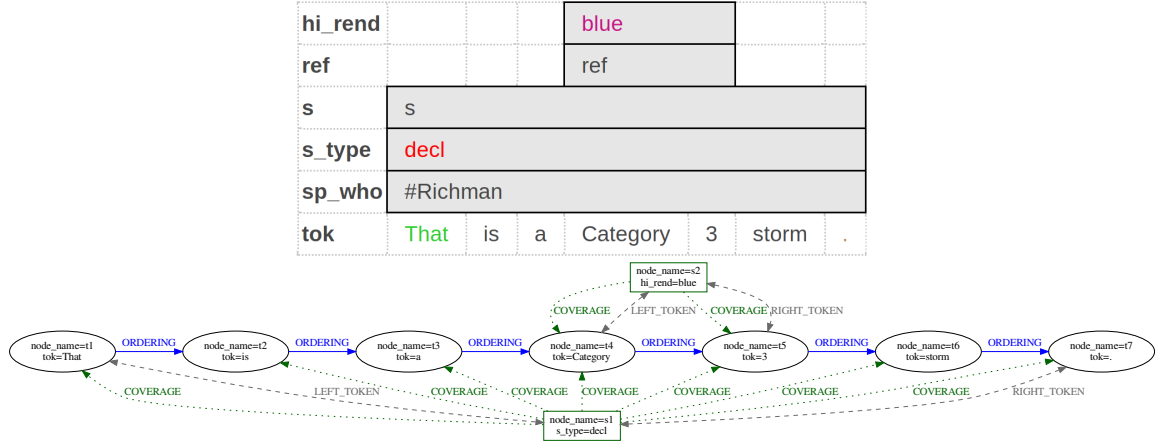 hi_rend blue
ref ref
s s
s_type decl
sp_who #Richman
tok That is a Category 3 storm .
node_name=s2
hi_rend=blue
COVERAGE LEFT_TOKEN COVERAGE RIGHT_TOKEN
ORDERING ORDERING ORDERING ORDERING ORDERING ORDERING
node_name=t1 node_name=t2 node_name=t3 node_name=t4 node_name=t5 node_name=t6 node_name=t7
tok=That tok=is tok=a tok=Category tok=3 tok=storm tok=.
COVERAGE LEFT_TOKEN COVERAGE COVERAGE COVERAGE COVERAGE COVERAGE COVERAGE RIGHT_TOKEN
node_name=s1
s_type=decl